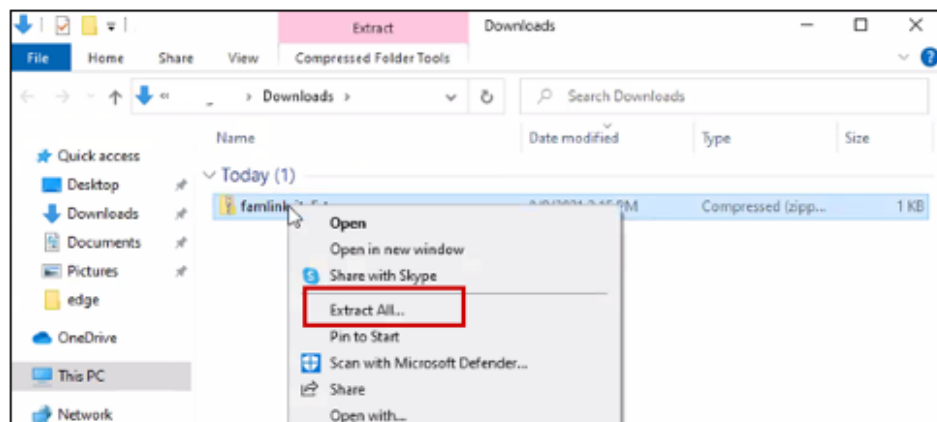 Extract
Downloads
File
Home
Share
View
Compressed Folder Tools
Downloads
Search Downloads
Name
Date modified
Type
Size
Quick access
Today (1)
Desktop
famlink
PM
Compressed (zipp...
1 KB
Downloads
Open
Documents
Open in new window
Pictures
Share with Skype
edge
Extract All...
OneDrive
Pin to Start
This PC
Scan with Microsoft Defender...
Share
Network
Open with...